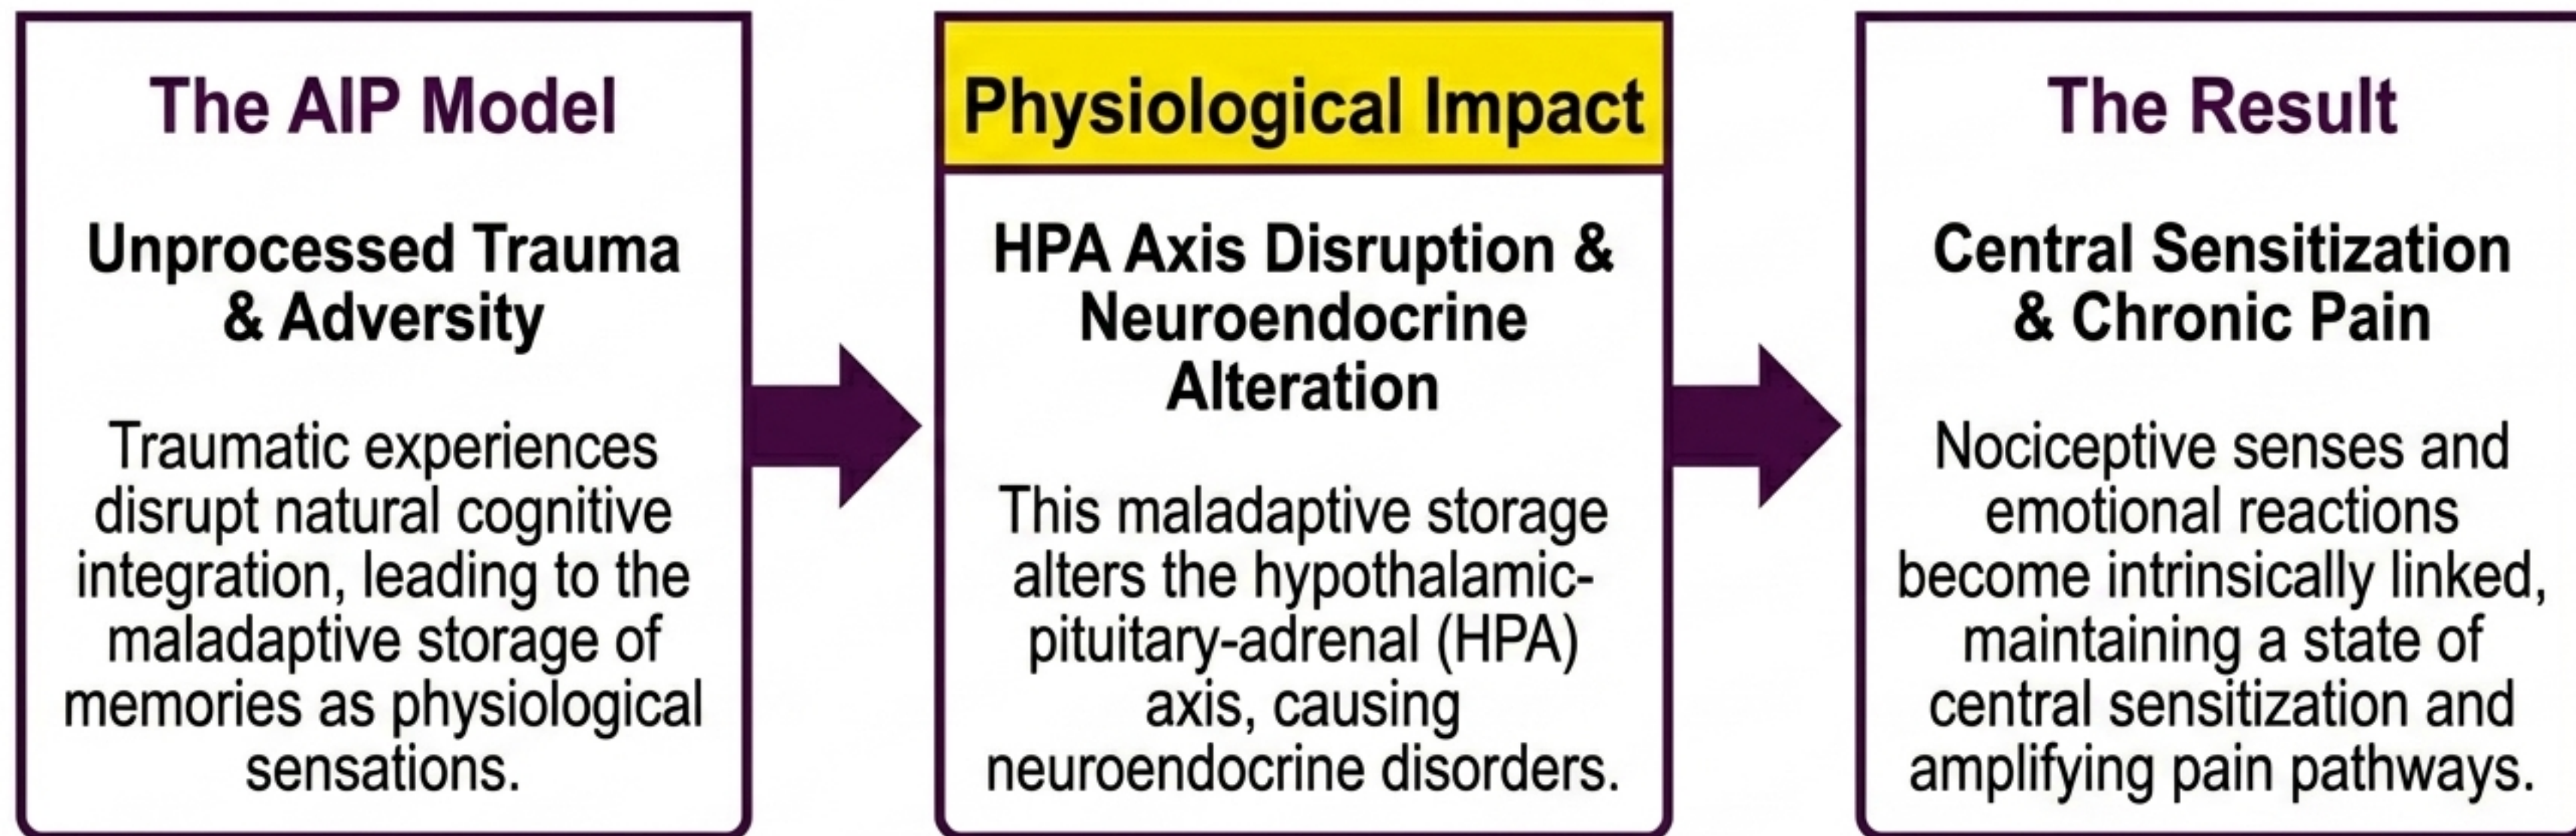 The AIP Model
Unprocessed Trauma
& Adversity
Traumatic experiences
disrupt natural cognitive
integration, leading to the
maladaptive storage of
memories as physiological
sensations.
Physiological Impact
HPA Axis Disruption &
Neuroendocrine
Alteration
This maladaptive storage
alters the hypothalamic-
pituitary-adrenal (HPA)
axis, causing
neuroendocrine disorders.
The Result
Central Sensitization
& Chronic Pain
Nociceptive senses and
emotional reactions
become intrinsically linked,
maintaining a state of
central sensitization and
amplifying pain pathways.